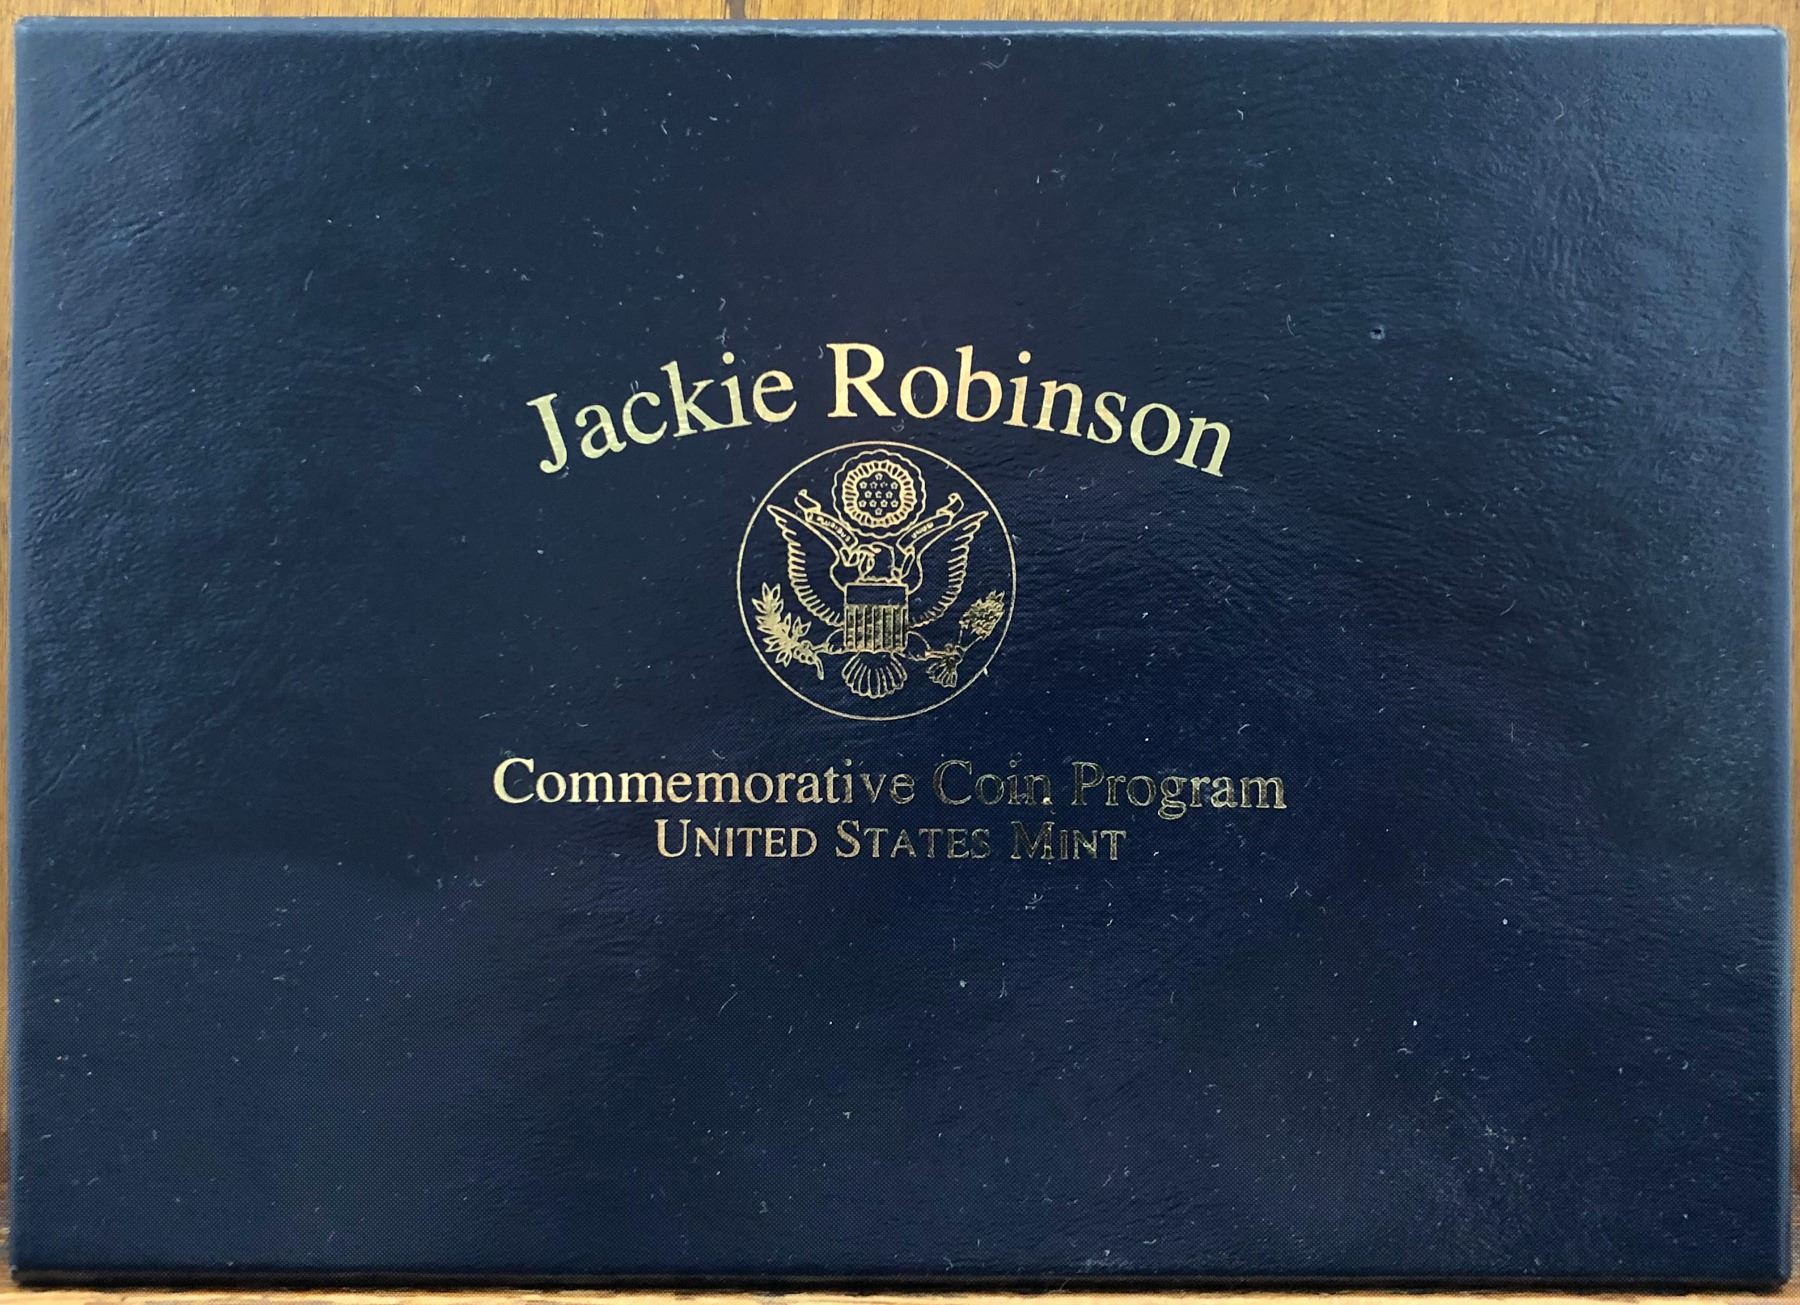 Jackie Robinson
Commemorative Coin Program
UNITED STATES MINT